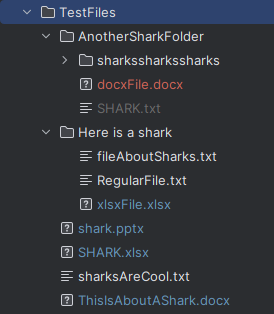 TestFiles
AnotherSharkFolder
sharkssharkssharks
docxFile.docx
SHARK.txt
Here is a shark
fileAboutSharks.txt
RegularFile.txt
xlsxFile.xlsx
shark.pptx
SHARK.xlsx
sharksAreCool.txt
ThisIsAboutAShark.docx